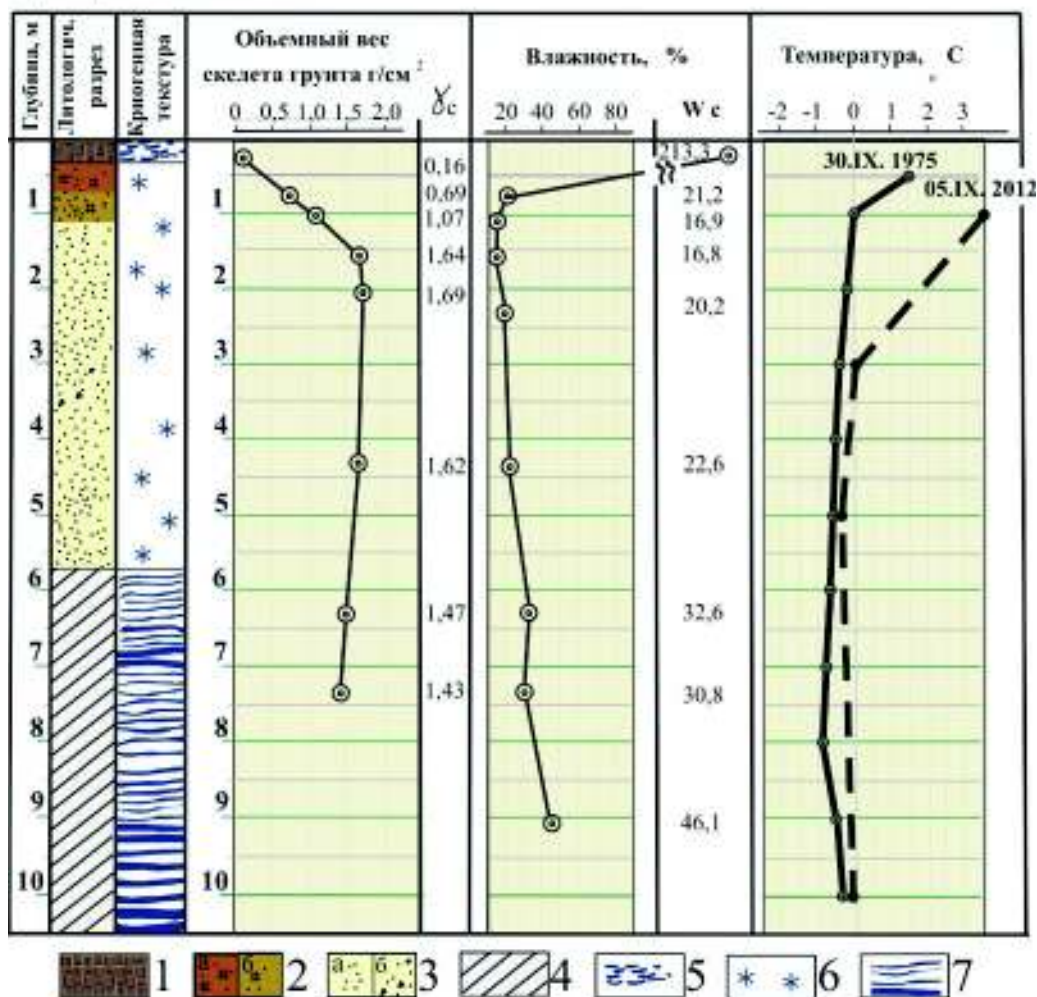 Глубина, м
Литологич. разрез
Криогенная текстура
Объемный вес
скелета грунта г/см
2
0 0,5 1,0 1,5 2,0
γc
Влажность, %
20 40 60 80
W c
Температура, ° C
-2 -1 0 1 2 3
213,3
30.IX. 1975
0,16
05.IX. 2012
0,69
21,2
1
1
1,07
16,9
1,64
16,8
2
2
1,69
20,2
3
3
4
4
1,62
22,6
5
5
6
6
1,47
32,6
7
7
1,43
30,8
8
8
9
9
46,1
10
10
1
а б 2
а б 3
4
5
6
7